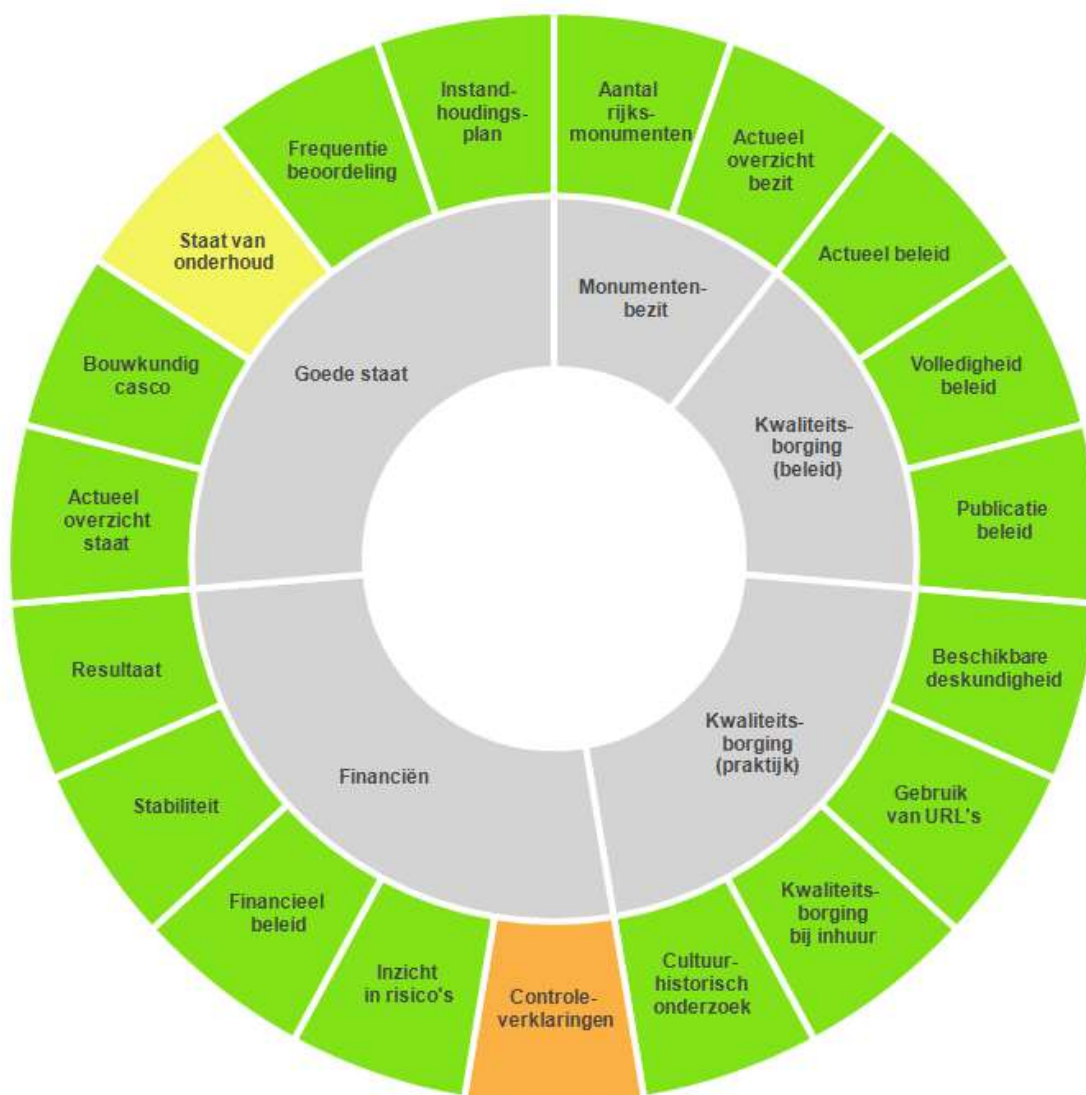 Instand-
houdings-
plan
Aantal
rijks-
monumenten
Actueel
overzicht
bezit
Frequentie
beoordeling
Staat van
onderhoud
Actueel beleid
Monumenten-
bezit
Goede staat
Bouwkundig
casco
Volledigheid
beleid
Kwaliteits-
borging
(beleid)
Actueel
overzicht
staat
Publicatie
beleid
Resultaat
Beschikbare
deskundigheid
Kwaliteits-
borging
(praktijk)
Financiën
Stabiliteit
Gebruik
van URL's
Financieel
beleid
Kwaliteits-
borging
bij inhuur
Inzicht
in risico's
Controle-
verklaringen
Cultuur-
historisch
onderzoek